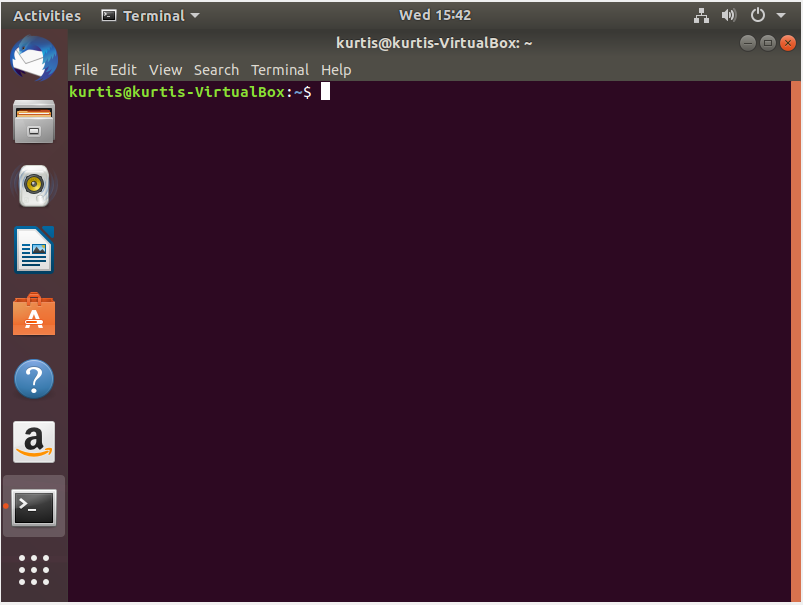 Activities Terminal Wed 15:42
kurtis@kurtis-VirtualBox: ~
File Edit View Search Terminal Help
kurtis@kurtis-VirtualBox:~$
A
?
a
>_